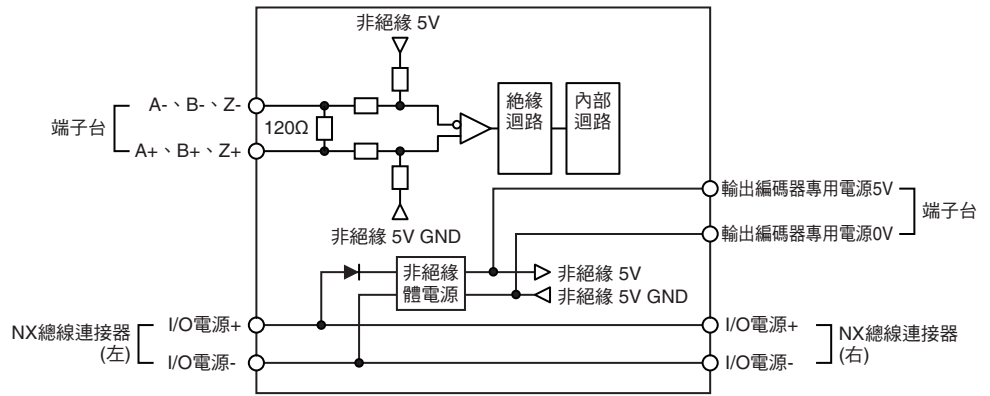 非絕緣 5V
A-、B-、Z-
120Ω
端子台
A+、B+、Z+
絕緣
迴路
內部
迴路
非絕緣 5V GND
輸出編碼器專用電源5V
輸出編碼器專用電源0V
端子台
非絕緣
體電源
非絕緣 5V
非絕緣 5V GND
NX總線連接器
(左)
I/O電源+
I/O電源-
I/O電源+
I/O電源-
NX總線連接器
(右)